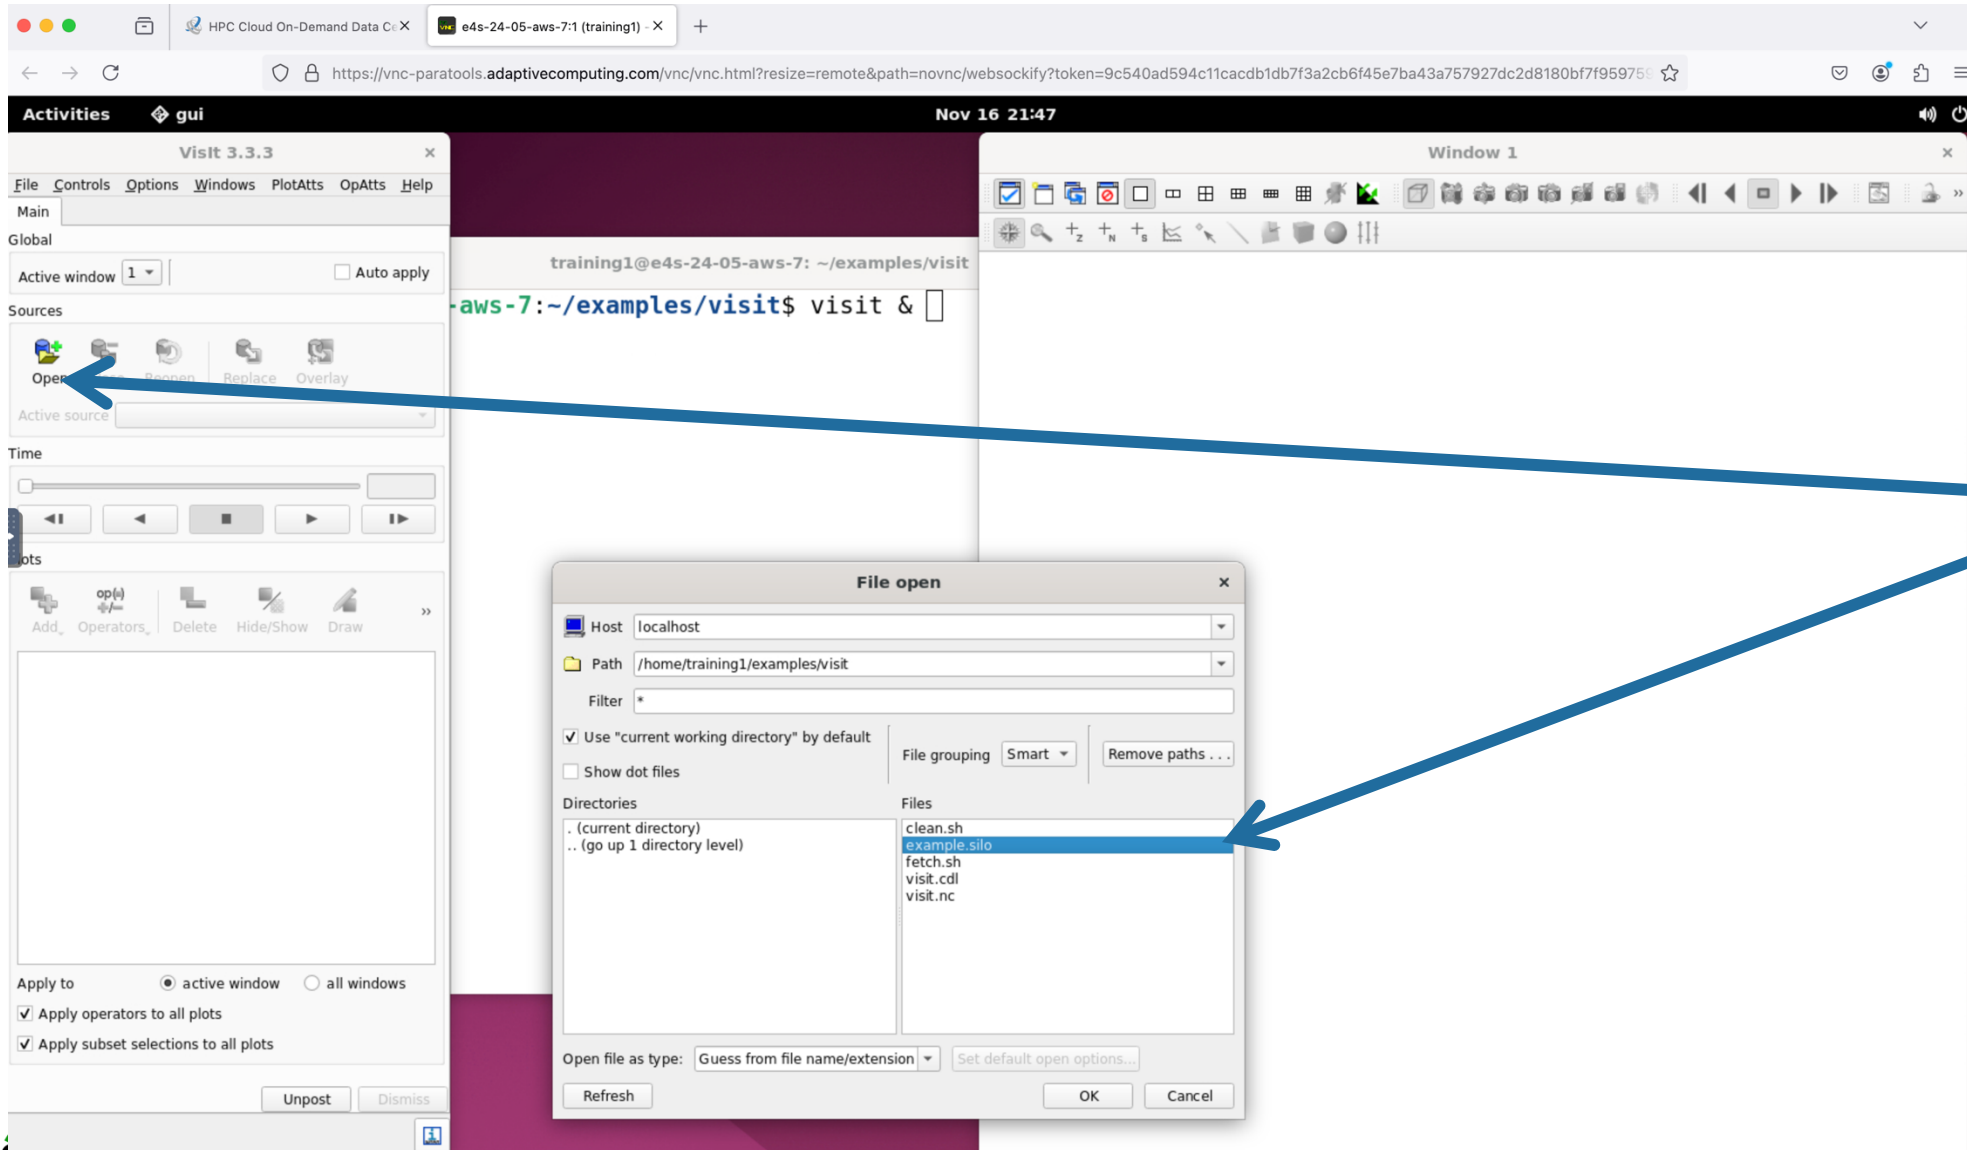 HPC Cloud On-Demand Data Ce
e4s-24-05-aws-7:1 (training1) -
https://vnc-paratools.adaptivecomputing.com/vnc/vnc.html?resize=remote&path=novnc/websockify?token=9c540ad594c11cacdb1db7f3a2cb6f45e7ba43a757927dc2d8180bf7f959759
Activities
gui
Nov 16 21:47
VisIt 3.3.3
File Controls Options Windows PlotAtts OpAtts Help
Main
Global
Active window 1
Auto apply
Sources
Open
Reopen
Replace
Overlay
Active source
Time
Add
op(a)
Operators
Delete
Hide/Show
Draw
Apply to
active window
all windows
Apply operators to all plots
Apply subset selections to all plots
Unpost
Dismiss
training1@e4s-24-05-aws-7: ~/examples/visit
-aws-7:~/examples/visit$ visit &
Window 1
File open
Host localhost
Path /home/training1/examples/visit
Filter *
Use "current working directory" by default
Show dot files
File grouping Smart
Remove paths . . .
Directories
. (current directory)
.. (go up 1 directory level)
Files
clean.sh
example.silo
fetch.sh
visit.cdl
visit.nc
Open file as type: Guess from file name/extension
Set default open options...
Refresh
OK
Cancel